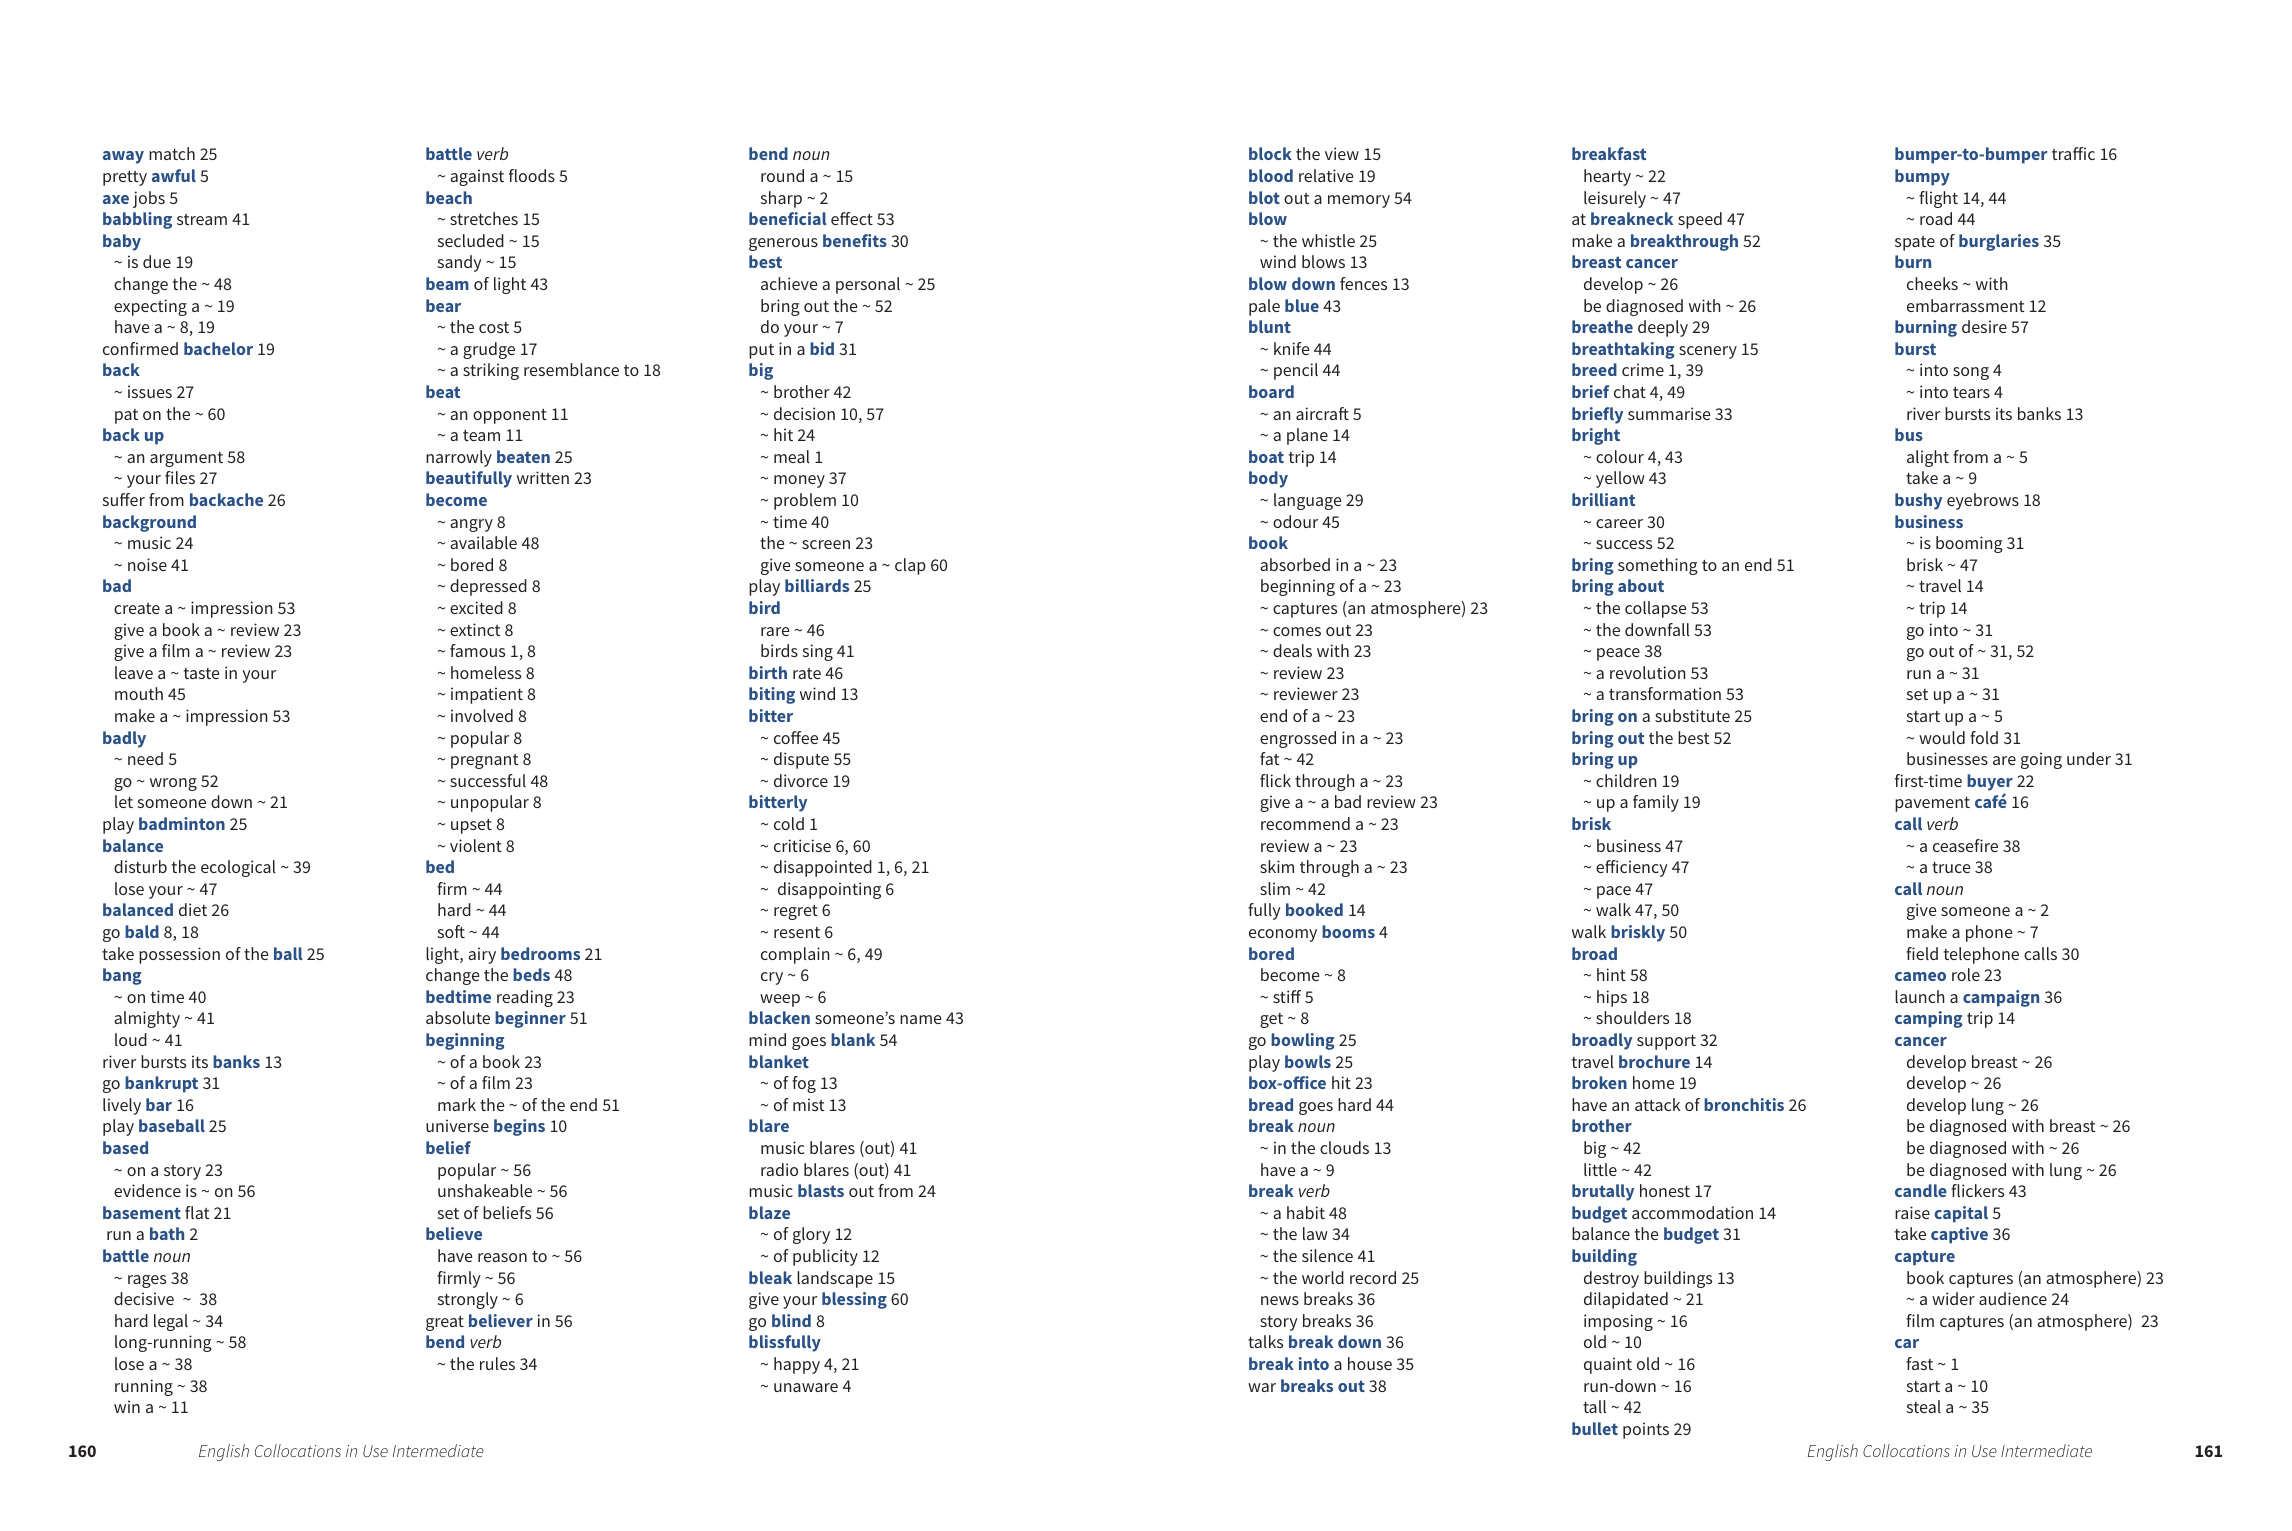 away match 25
pretty awful 5
axe jobs 5
babbling stream 41
baby
~ is due 19
change the ~ 48
expecting a ~ 19
have a ~ 8, 19
confirmed bachelor 19
back
~ issues 27
pat on the ~ 60
back up
~ an argument 58
~ your files 27
suffer from backache 26
background
~ music 24
~ noise 41
bad
create a ~ impression 53
give a book a ~ review 23
give a film a ~ review 23
leave a ~ taste in your
mouth 45
make a ~ impression 53
badly
~ need 5
go ~ wrong 52
let someone down ~ 21
play badminton 25
balance
disturb the ecological ~ 39
lose your ~ 47
balanced diet 26
go bald 8, 18
take possession of the ball 25
bang
~ on time 40
almighty ~ 41
loud ~ 41
river bursts its banks 13
go bankrupt 31
lively bar 16
play baseball 25
based
~ on a story 23
evidence is ~ on 56
basement flat 21
run a bath 2
battle noun
~ rages 38
decisive ~ 38
hard legal ~ 34
long-running ~ 58
lose a ~ 38
running ~ 38
win a ~ 11
battle verb
~ against floods 5
beach
~ stretches 15
secluded ~ 15
sandy ~ 15
beam of light 43
bear
~ the cost 5
~ a grudge 17
~ a striking resemblance to 18
beat
~ an opponent 11
~ a team 11
narrowly beaten 25
beautifully written 23
become
~ angry 8
~ available 48
~ bored 8
~ depressed 8
~ excited 8
~ extinct 8
~ famous 1, 8
~ homeless 8
~ impatient 8
~ involved 8
~ popular 8
~ pregnant 8
~ successful 48
~ unpopular 8
~ upset 8
~ violent 8
bed
firm ~ 44
hard ~ 44
soft ~ 44
light, airy bedrooms 21
change the beds 48
bedtime reading 23
absolute beginner 51
beginning
~ of a book 23
~ of a film 23
mark the ~ of the end 51
universe begins 10
belief
popular ~ 56
unshakeable ~ 56
set of beliefs 56
believe
have reason to ~ 56
firmly ~ 56
strongly ~ 6
great believer in 56
bend verb
~ the rules 34
bend noun
round a ~ 15
sharp ~ 2
beneficial effect 53
generous benefits 30
best
achieve a personal ~ 25
bring out the ~ 52
do your ~ 7
put in a bid 31
big
~ brother 42
~ decision 10, 57
~ hit 24
~ meal 1
~ money 37
~ problem 10
~ time 40
the ~ screen 23
give someone a ~ clap 60
play billiards 25
bird
rare ~ 46
birds sing 41
birth rate 46
biting wind 13
bitter
~ coffee 45
~ dispute 55
~ divorce 19
bitterly
~ cold 1
~ criticise 6, 60
~ disappointed 1, 6, 21
~ disappointing 6
~ regret 6
~ resent 6
complain ~ 6, 49
cry ~ 6
weep ~ 6
blacken someone’s name 43
mind goes blank 54
blanket
~ of fog 13
~ of mist 13
blare
music blares (out) 41
radio blares (out) 41
music blasts out from 24
blaze
~ of glory 12
~ of publicity 12
bleak landscape 15
give your blessing 60
go blind 8
blissfully
~ happy 4, 21
~ unaware 4
160 English Collocations in Use Intermediate
block the view 15
blood relative 19
blot out a memory 54
blow
~ the whistle 25
wind blows 13
blow down fences 13
pale blue 43
blunt
~ knife 44
~ pencil 44
board
~ an aircraft 5
~ a plane 14
boat trip 14
body
~ language 29
~ odour 45
book
absorbed in a ~ 23
beginning of a ~ 23
~ captures (an atmosphere) 23
~ comes out 23
~ deals with 23
~ review 23
~ reviewer 23
end of a ~ 23
engrossed in a ~ 23
fat ~ 42
flick through a ~ 23
give a ~ a bad review 23
recommend a ~ 23
review a ~ 23
skim through a ~ 23
slim ~ 42
fully booked 14
economy booms 4
bored
become ~ 8
~ stiff 5
get ~ 8
go bowling 25
play bowls 25
box-office hit 23
bread goes hard 44
break noun
~ in the clouds 13
have a ~ 9
break verb
~ a habit 48
~ the law 34
~ the silence 41
~ the world record 25
news breaks 36
story breaks 36
talks break down 36
break into a house 35
war breaks out 38
breakfast
hearty ~ 22
leisurely ~ 47
at breakneck speed 47
make a breakthrough 52
breast cancer
develop ~ 26
be diagnosed with ~ 26
breathe deeply 29
breathtaking scenery 15
breed crime 1, 39
brief chat 4, 49
briefly summarise 33
bright
~ colour 4, 43
~ yellow 43
brilliant
~ career 30
~ success 52
bring something to an end 51
bring about
~ the collapse 53
~ the downfall 53
~ peace 38
~ a revolution 53
~ a transformation 53
bring on a substitute 25
bring out the best 52
bring up
~ children 19
~ up a family 19
brisk
~ business 47
~ efficiency 47
~ pace 47
~ walk 47, 50
walk briskly 50
broad
~ hint 58
~ hips 18
~ shoulders 18
broadly support 32
travel brochure 14
broken home 19
have an attack of bronchitis 26
brother
big ~ 42
little ~ 42
brutally honest 17
budget accommodation 14
balance the budget 31
building
destroy buildings 13
dilapidated ~ 21
imposing ~ 16
old ~ 10
quaint old ~ 16
run-down ~ 16
tall ~ 42
bullet points 29
bumper-to-bumper traffic 16
bumpy
~ flight 14, 44
~ road 44
spate of burglaries 35
burn
cheeks ~ with
embarrassment 12
burning desire 57
burst
~ into song 4
~ into tears 4
river bursts its banks 13
bus
alight from a ~ 5
take a ~ 9
bushy eyebrows 18
business
~ is booming 31
brisk ~ 47
~ travel 14
~ trip 14
go into ~ 31
go out of ~ 31, 52
run a ~ 31
set up a ~ 31
start up a ~ 5
~ would fold 31
businesses are going under 31
first-time buyer 22
pavement café 16
call verb
~ a ceasefire 38
~ a truce 38
call noun
give someone a ~ 2
make a phone ~ 7
field telephone calls 30
cameo role 23
launch a campaign 36
camping trip 14
cancer
develop breast ~ 26
develop ~ 26
develop lung ~ 26
be diagnosed with breast ~ 26
be diagnosed with ~ 26
be diagnosed with lung ~ 26
candle flickers 43
raise capital 5
take captive 36
capture
book captures (an atmosphere) 23
~ a wider audience 24
film captures (an atmosphere) 23
car
fast ~ 1
start a ~ 10
steal a ~ 35
English Collocations in Use Intermediate 161